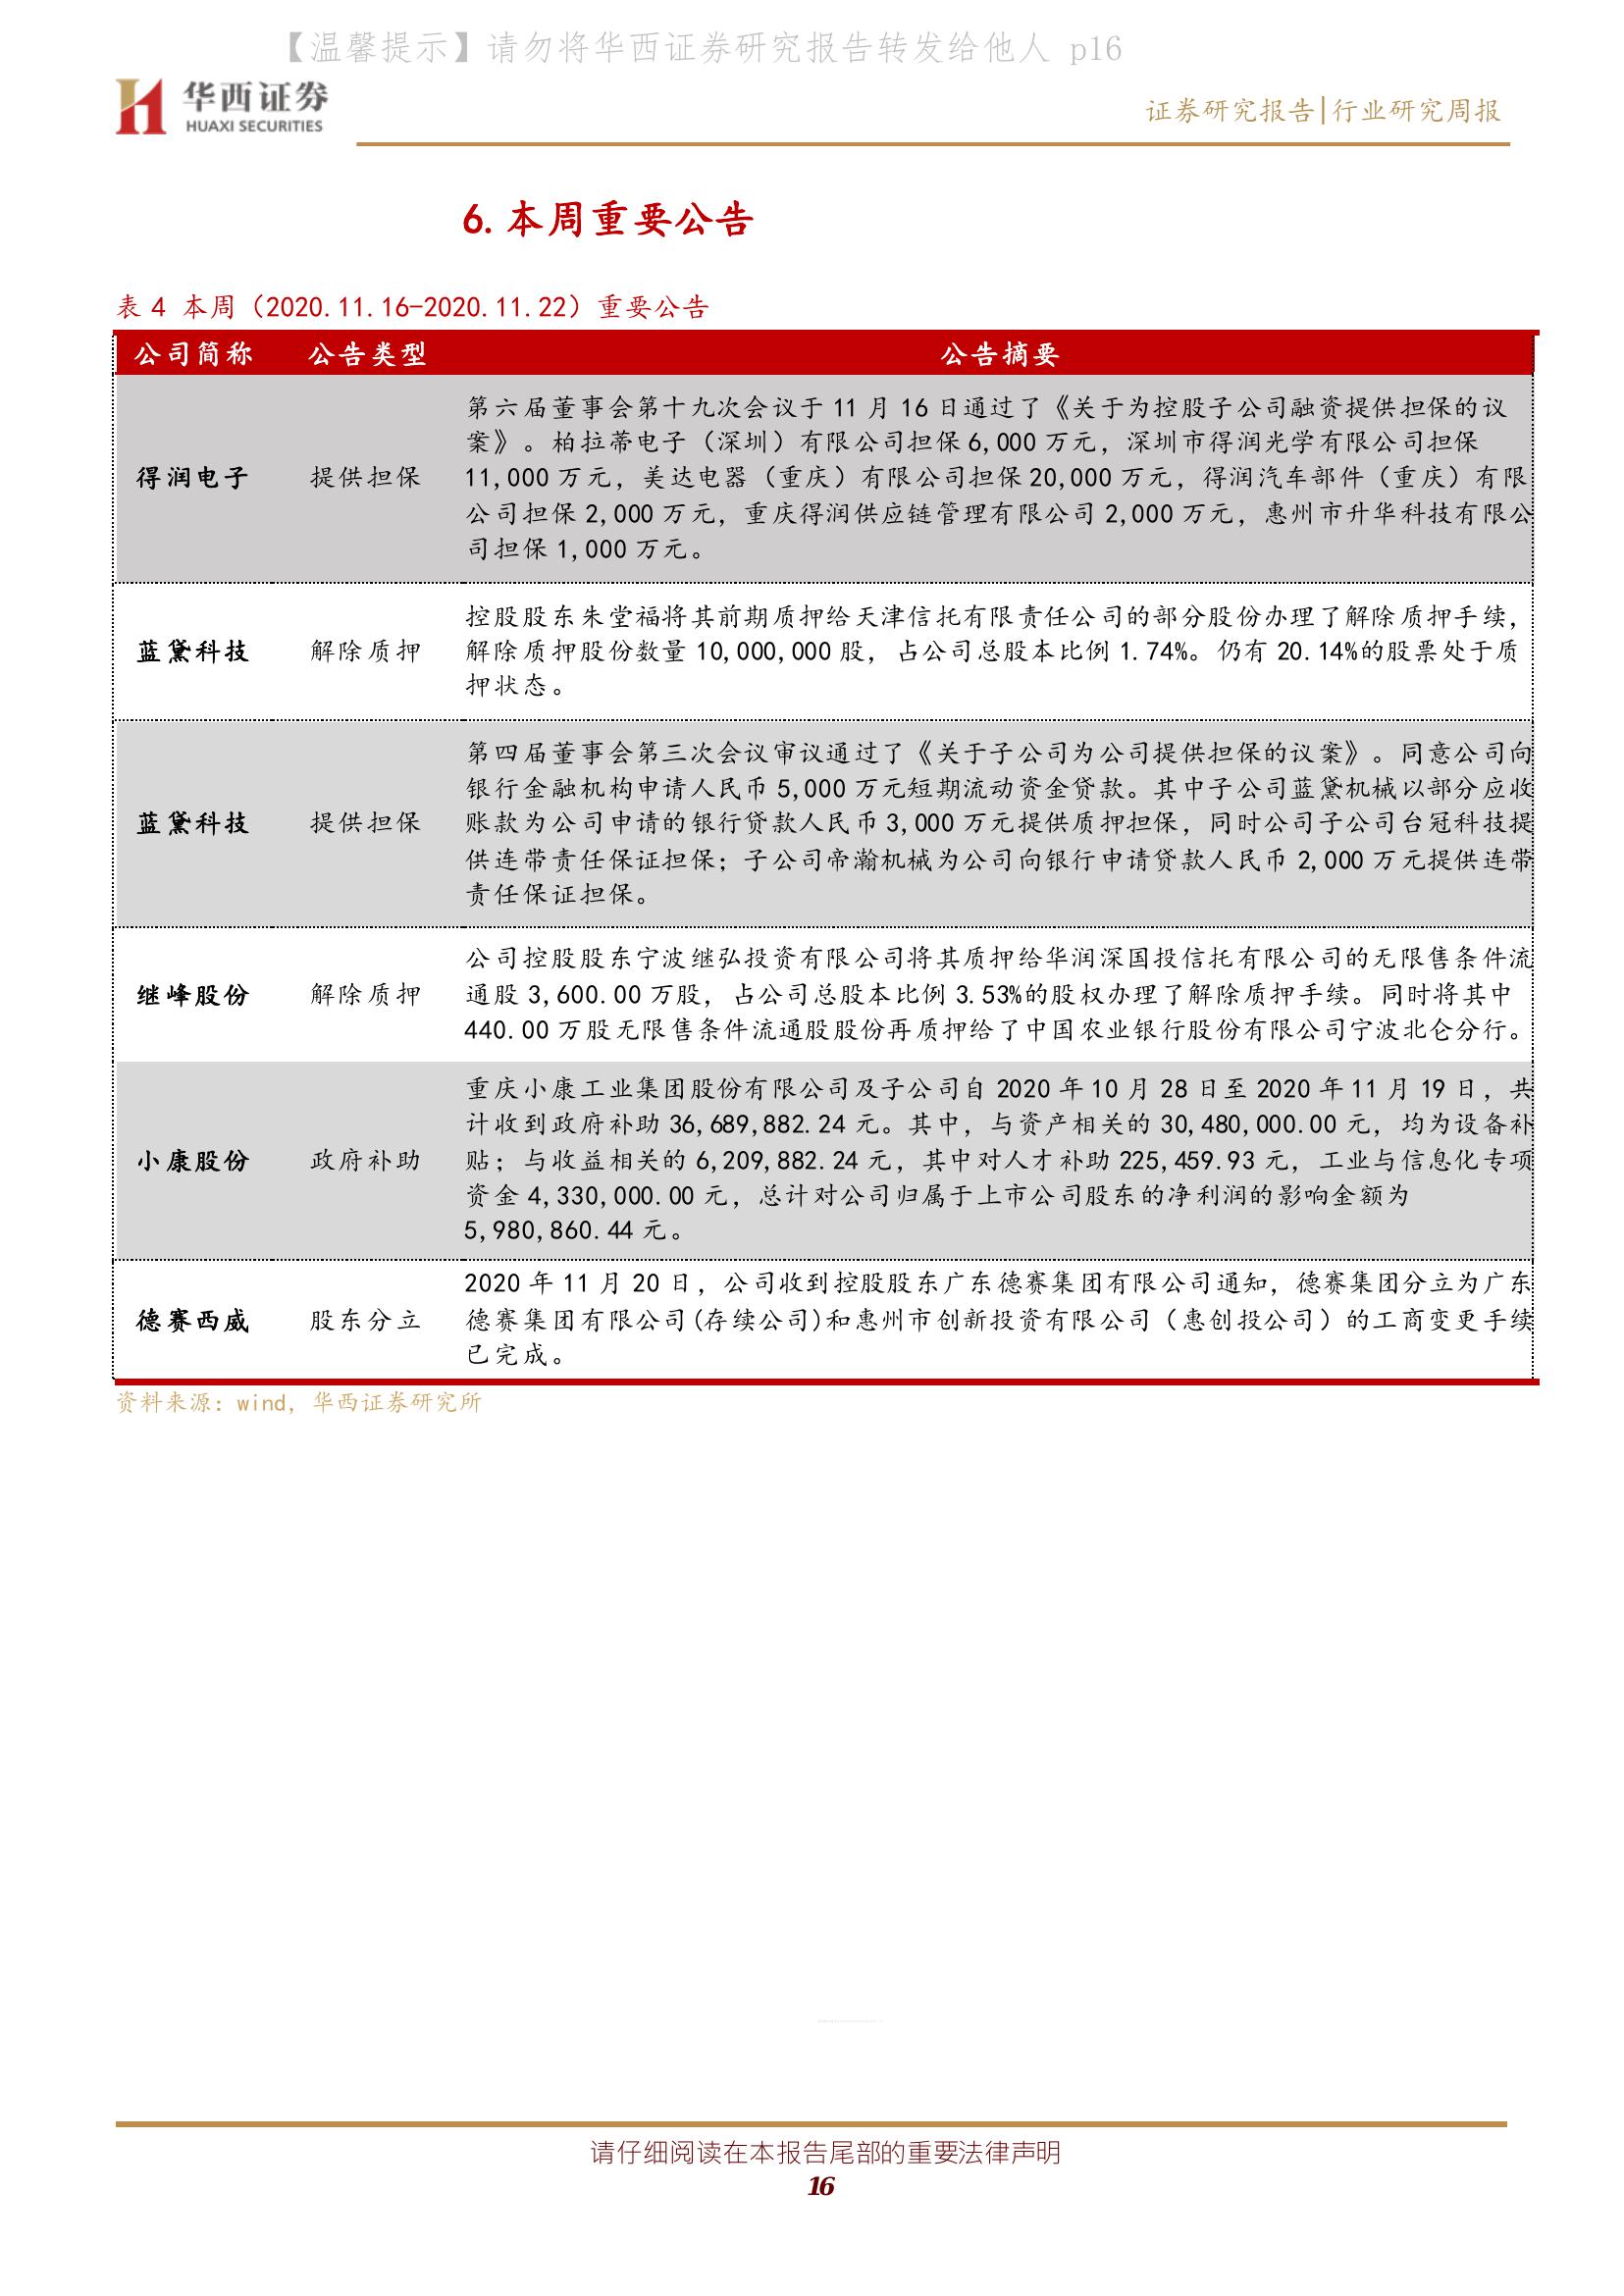 【温馨提示】请勿将华西证券研究报告转发给他人 p16
华西证券
HUAXI SECURITIES
证券研究报告|行业研究周报
6. 本周重要公告
表 4 本周（2020.11.16-2020.11.22）重要公告
公司简称 公告类型 公告摘要
得润电子 提供担保
第六届董事会第十九次会议于 11 月 16 日通过了《关于为控股子公司融资提供担保的议
案》。柏拉蒂电子（深圳）有限公司担保 6,000 万元，深圳市得润光学有限公司担保
11,000 万元，美达电器（重庆）有限公司担保 20,000 万元，得润汽车部件（重庆）有限
公司担保 2,000 万元，重庆得润供应链管理有限公司 2,000 万元，惠州市升华科技有限公
司担保 1,000 万元。
蓝黛科技 解除质押
控股股东朱堂福将其前期质押给天津信托有限责任公司的部分股份办理了解除质押手续，
解除质押股份数量 10,000,000 股，占公司总股本比例 1.74%。仍有 20.14%的股票处于质
押状态。
蓝黛科技 提供担保
第四届董事会第三次会议审议通过了《关于子公司为公司提供担保的议案》。同意公司向
银行金融机构申请人民币 5,000 万元短期流动资金贷款。其中子公司蓝黛机械以部分应收
账款为公司申请的银行贷款人民币 3,000 万元提供质押担保，同时公司子公司台冠科技提
供连带责任保证担保；子公司帝瀚机械为公司向银行申请贷款人民币 2,000 万元提供连带
责任保证担保。
继峰股份 解除质押
公司控股股东宁波继弘投资有限公司将其质押给华润深国投信托有限公司的无限售条件流
通股 3,600.00 万股，占公司总股本比例 3.53%的股权办理了解除质押手续。同时将其中
440.00 万股无限售条件流通股股份再质押给了中国农业银行股份有限公司宁波北仑分行。
小康股份 政府补助
重庆小康工业集团股份有限公司及子公司自 2020 年 10 月 28 日至 2020 年 11 月 19 日，共
计收到政府补助 36,689,882.24 元。其中，与资产相关的 30,480,000.00 元，均为设备补
贴；与收益相关的 6,209,882.24 元，其中对人才补助 225,459.93 元，工业与信息化专项
资金 4,330,000.00 元，总计对公司归属于上市公司股东的净利润的影响金额为
5,980,860.44 元。
德赛西威 股东分立
2020 年 11 月 20 日，公司收到控股股东广东德赛集团有限公司通知，德赛集团分立为广东
德赛集团有限公司(存续公司)和惠州市创新投资有限公司（惠创投公司）的工商变更手续
已完成。
资料来源：wind，华西证券研究所
请仔细阅读在本报告尾部的重要法律声明
16